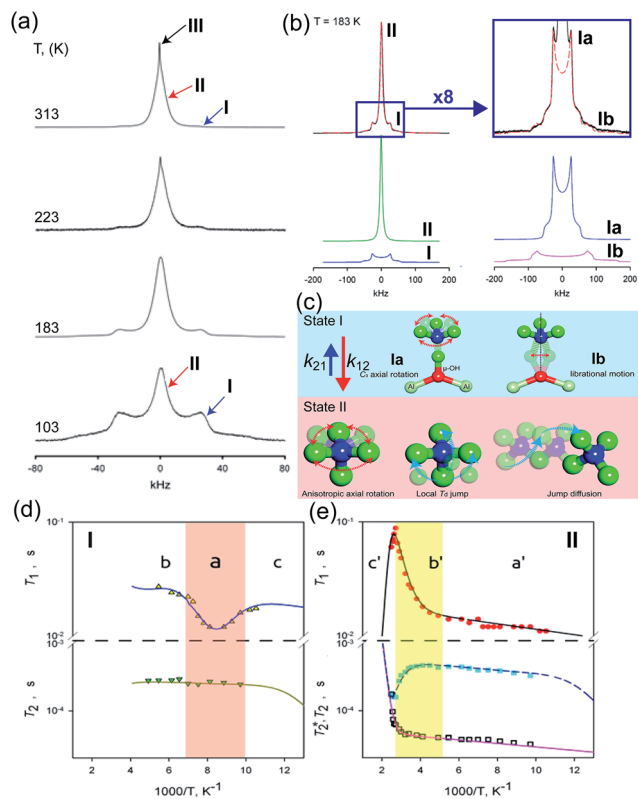 (a)
T, (K)
III
II
I
313
223
183
II
I
103
-80 -40 0 40 80
kHz
(b)
T = 183 K
II
I
x8
Ia
Ib
II
I
Ia
Ib
-200 -100 0 100 200
kHz
-200 -100 0 100 200
kHz
(c)
State I
k21 k12
Ia
C3 axial rotation
μ-OH
Al Al
Ib
librational motion
State II
Anisotropic axial rotation
Local Td jump
Jump diffusion
(d)
10-1
I
b a c
T1, s
10-2
10-3
T2, s
10-4
2 4 6 8 10 12
1000/T, K-1
(e)
10-1
II
c' b' a'
T1, s
10-2
10-3
T2*, T2, s
10-4
2 4 6 8 10 12
1000/T, K-1